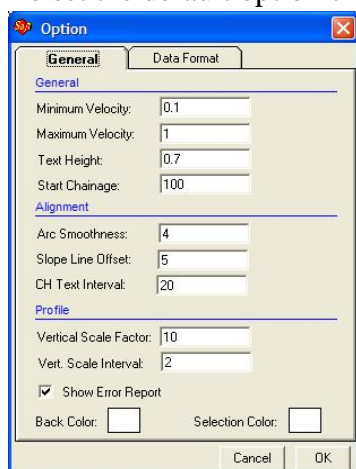 Option
General Data Format
General
Minimum Velocity: 0.1
Maximum Velocity: 1
Text Height: 0.7
Start Chainage: 100
Alignment
Arc Smoothness: 4
Slope Line Offset: 5
CH Text Interval: 20
Profile
Vertical Scale Factor: 10
Vert. Scale Interval: 2
Show Error Report
Back Color: Selection Color:
Cancel OK